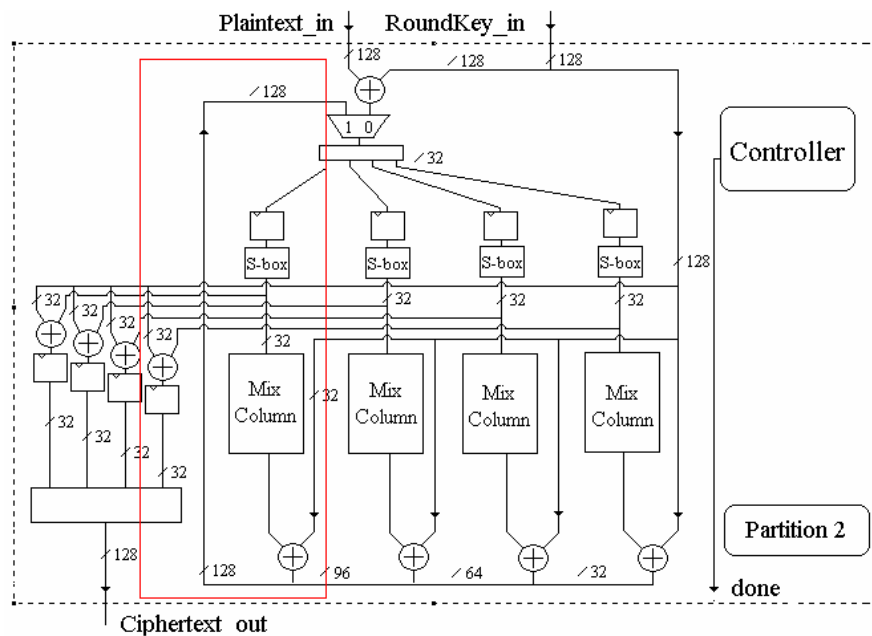 Plaintext_in RoundKey_in
128 128 128
128
1 0
32
Controller
S-box S-box S-box S-box
128
32 32 32 32 32 32 32
32
Mix Column Mix Column Mix Column Mix Column
32
32 32 32 32
Partition 2
128 128 96 64 32
done
Ciphertext_out